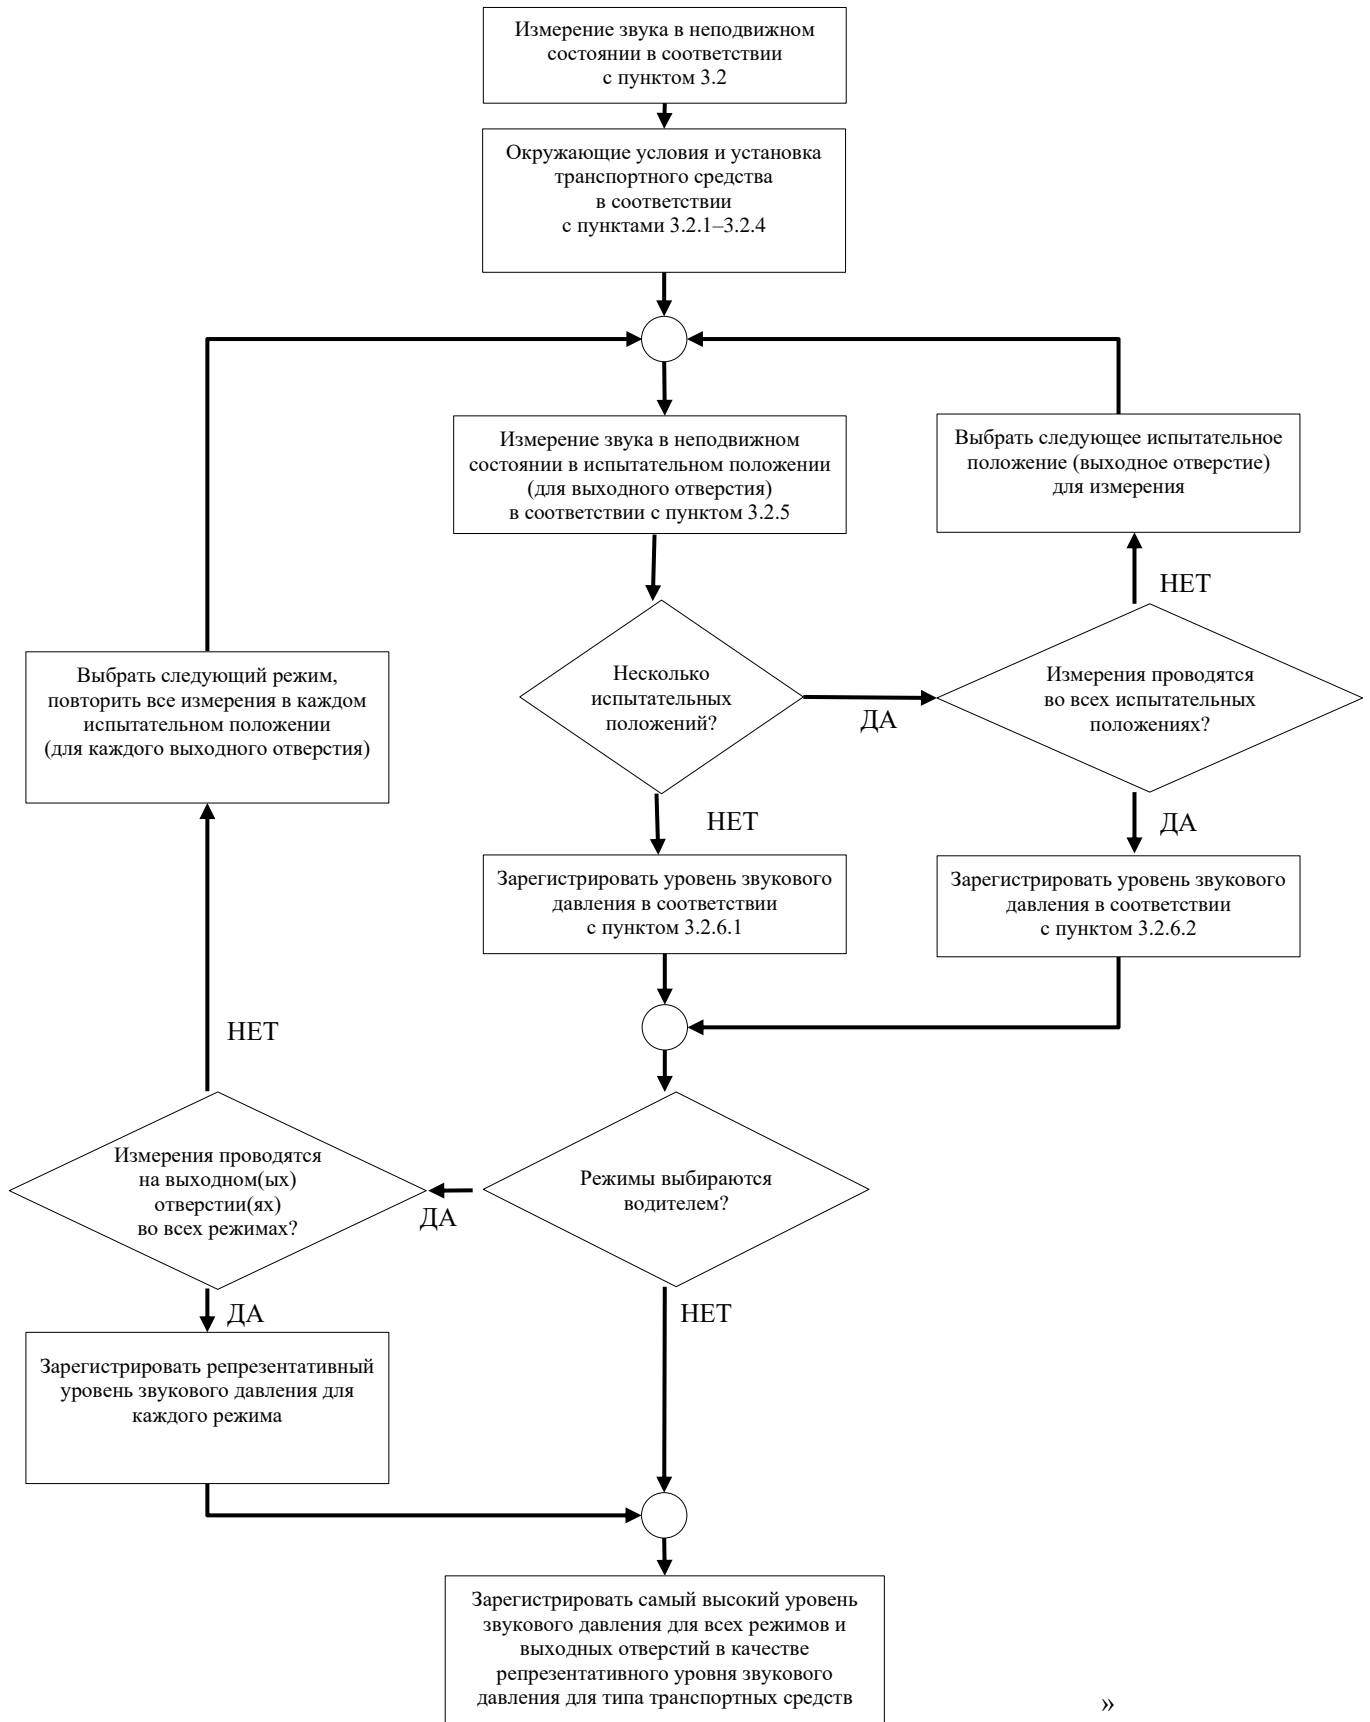 Измерение звука в неподвижном
состоянии в соответствии
с пунктом 3.2
Окружающие условия и установка
транспортного средства
в соответствии
с пунктами 3.2.1–3.2.4
Измерение звука в неподвижном
состоянии в испытательном положении
(для выходного отверстия)
в соответствии с пунктом 3.2.5
Выбрать следующее испытательное
положение (выходное отверстие)
для измерения
НЕТ
Выбрать следующий режим,
повторить все измерения в каждом
испытательном положении
(для каждого выходного отверстия)
Несколько
испытательных
положений?
ДА
Измерения проводятся
во всех испытательных
положениях?
НЕТ
ДА
Зарегистрировать уровень звукового
давления в соответствии
с пунктом 3.2.6.1
Зарегистрировать уровень звукового
давления в соответствии
с пунктом 3.2.6.2
НЕТ
Измерения проводятся
на выходном(ых)
отверстии(ях)
во всех режимах?
ДА
Режимы выбираются
водителем?
ДА
НЕТ
Зарегистрировать репрезентативный
уровень звукового давления для
каждого режима
Зарегистрировать самый высокий уровень
звукового давления для всех режимов и
выходных отверстий в качестве
репрезентативного уровня звукового
давления для типа транспортных средств
»